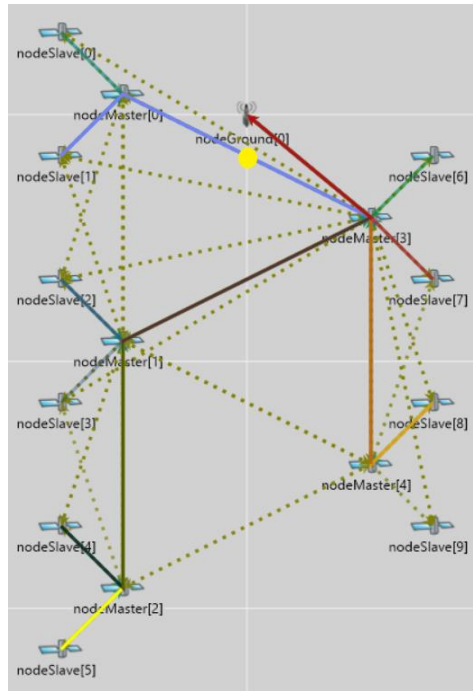 nodeSlave[0]
nodeMaster[0]
nodeGround[0]
nodeSlave[1]
nodeSlave[6]
nodeMaster[3]
nodeSlave[2]
nodeSlave[7]
nodeMaster[1]
nodeSlave[3]
nodeSlave[8]
nodeMaster[4]
nodeSlave[4]
nodeSlave[9]
nodeMaster[2]
nodeSlave[5]